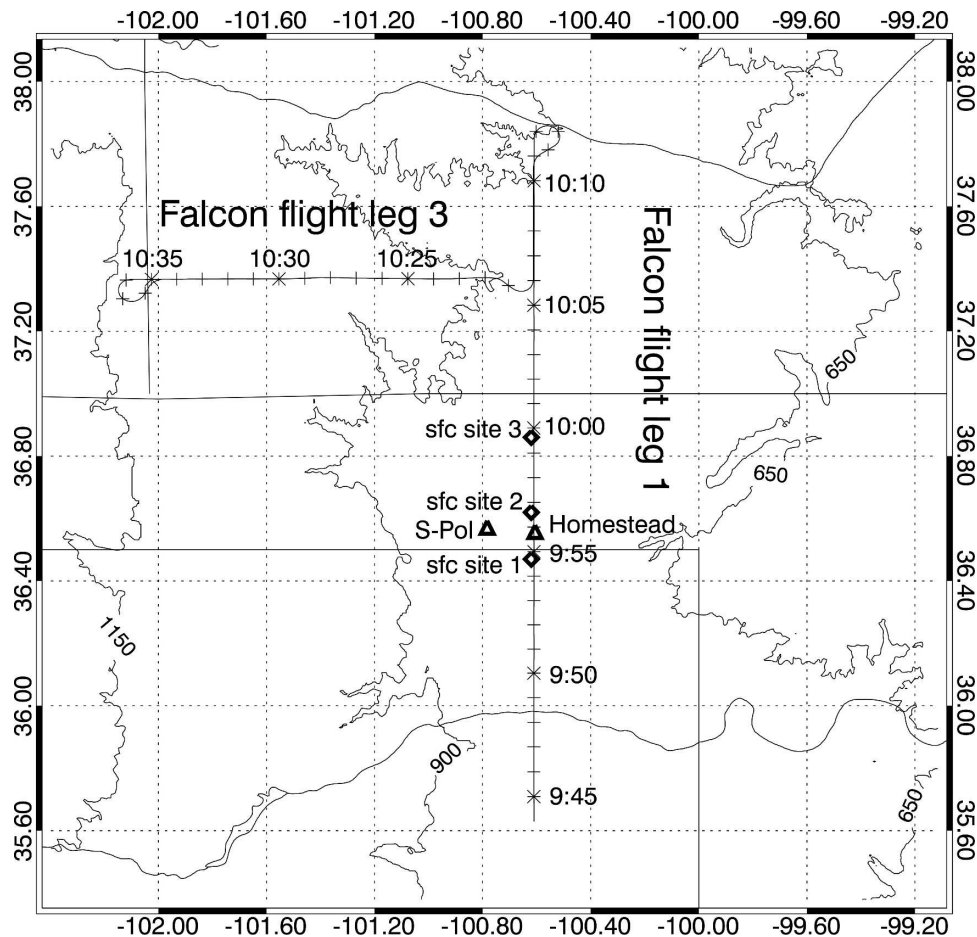 -102.00 -101.60 -101.20 -100.80 -100.40 -100.00 -99.60 -99.20
38.00 38.00
10:10
37.60 37.60
Falcon flight leg 3
Falcon flight leg 1
10:35 10:30 10:25
10:05
37.20 37.20
650
10:00
sfc site 3
36.80 36.80
650
sfc site 2
S-Pol Homestead
9:55
sfc site 1
36.40 36.40
1150
9:50
36.00 36.00
900
9:45
650
35.60 35.60
-102.00 -101.60 -101.20 -100.80 -100.40 -100.00 -99.60 -99.20